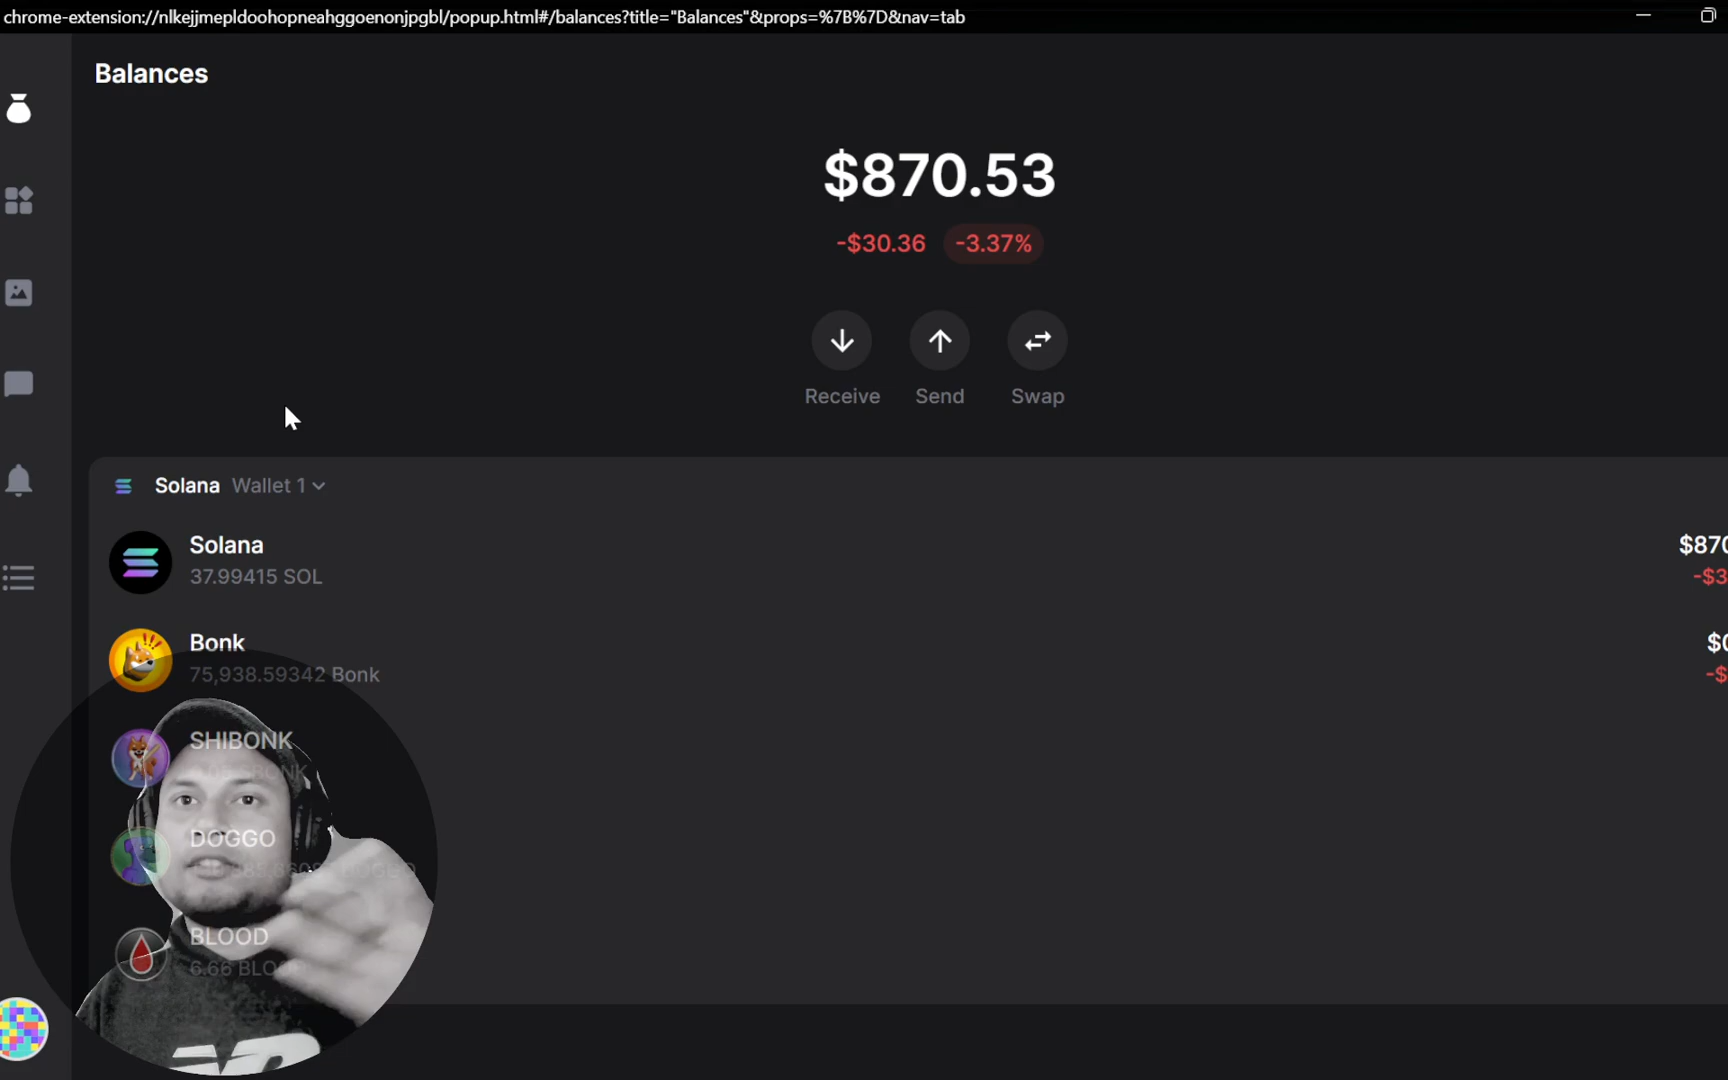 chrome-extension://nlkejjmepldoohopneahggoenonjpgbl/popup.html#/balances?title="Balances"&props=%7B%7D&nav=tab
Balances
$870.53
-$30.36 -3.37%
Receive Send Swap
Solana Wallet 1
Solana $870
37.99415 SOL -$3
Bonk $0
75,938.59342 Bonk -$
SHIBONK
DOGGO
BLOOD
6.66